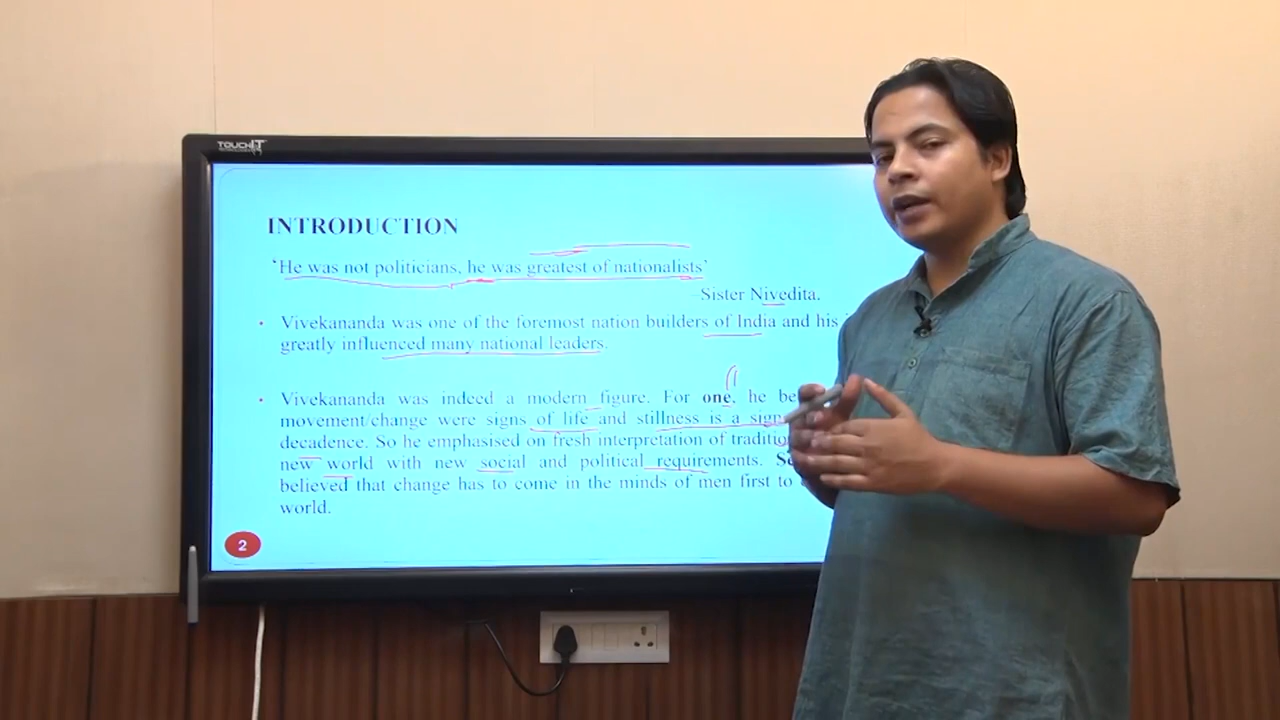 TOUCHIT
INTRODUCTION
‘He was not politicians, he was greatest of nationalists’
–Sister Nivedita.
• Vivekananda was one of the foremost nation builders of India and his
greatly influenced many national leaders.
• Vivekananda was indeed a modern figure. For one, he
movement/change were signs of life and stillness is a
decadence. So he emphasised on fresh interpretation of
new world with new social and political requirements.
believed that change has to come in the minds of men first to
world.
2